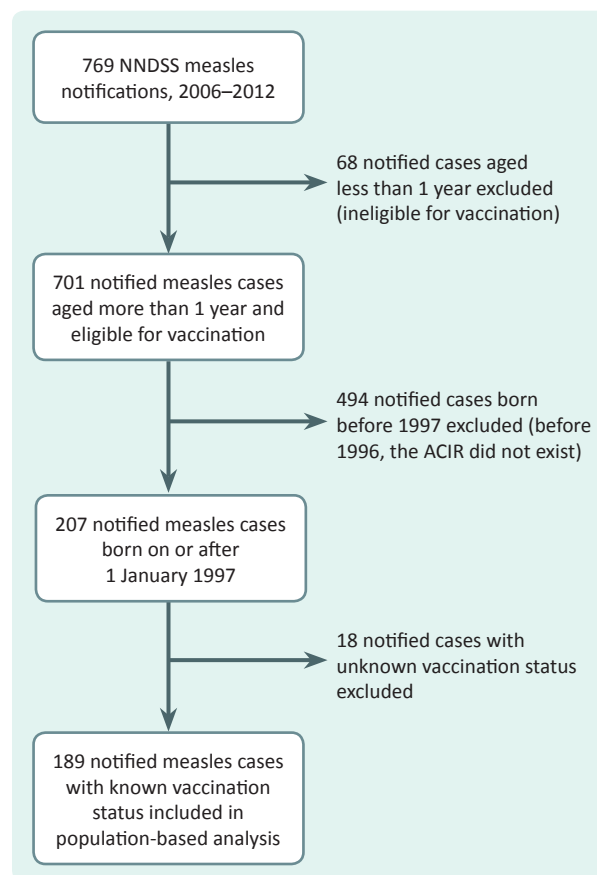 769 NNDSS measles
notifications, 2006–2012
68 notified cases aged
less than 1 year excluded
(ineligible for vaccination)
701 notified measles cases
aged more than 1 year and
eligible for vaccination
494 notified cases born
before 1997 excluded (before
1996, the ACIR did not exist)
207 notified measles cases
born on or after
1 January 1997
18 notified cases with
unknown vaccination status
excluded
189 notified measles cases
with known vaccination
status included in
population-based analysis